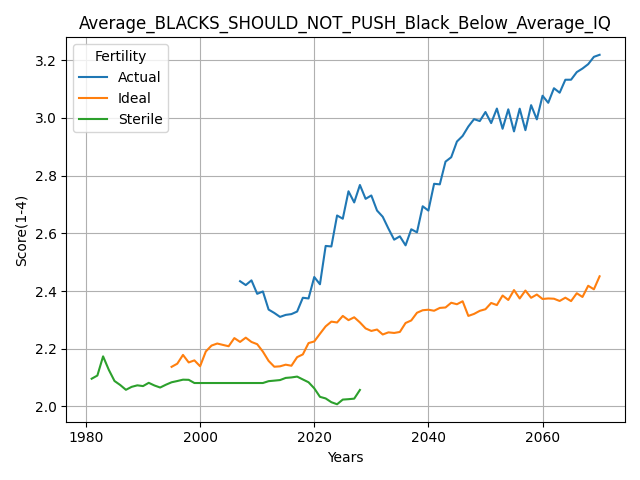 Average_BLACKS_SHOULD_NOT_PUSH_Black_Below_Average_IQ
Fertility
Actual
Ideal
Sterile
Score(1-4)
3.2
3.0
2.8
2.6
2.4
2.2
2.0
1980 2000 2020 2040 2060
Years